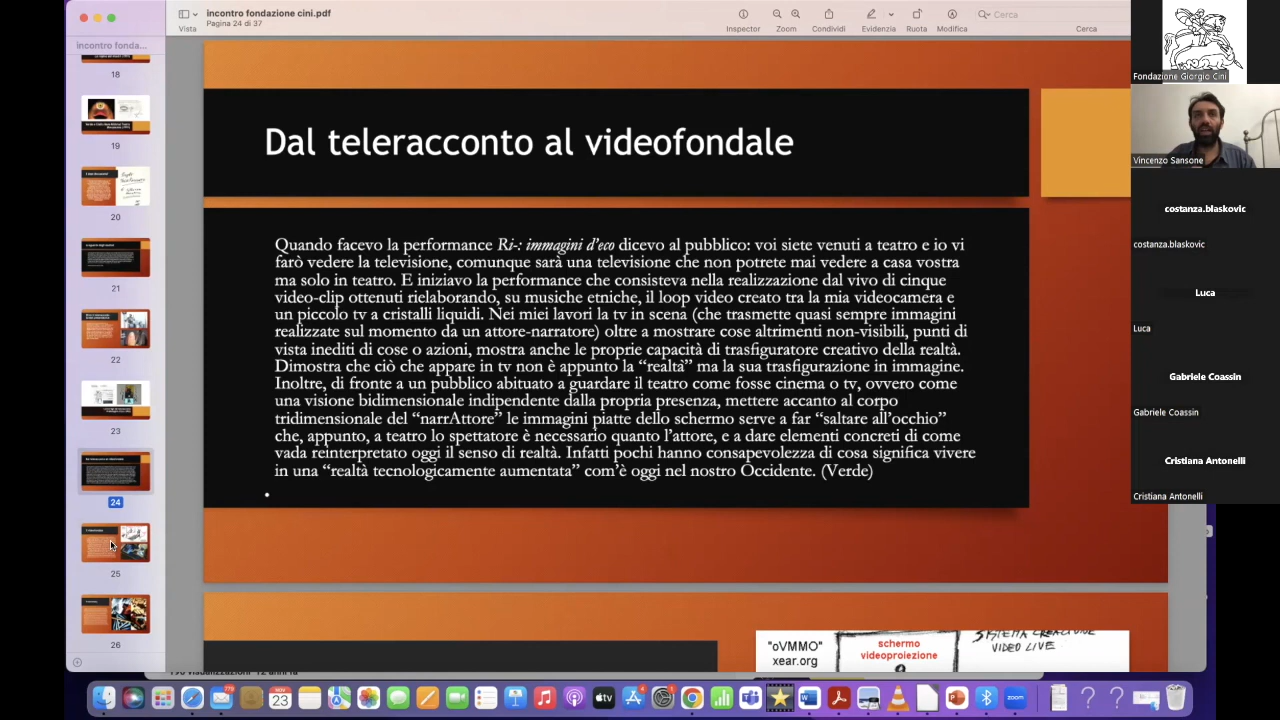 incontro fondazione cini.pdf
Pagina 24 di 37
Vista
Inspector
Zoom
Condividi
Evidenzia
Ruota
Modifica
Cerca
Cerca
incontro fonda...
18
19
20
21
22
23
24
25
26
Dal teleracconto al videofondale
Quando facevo la performance Ri-: immagini d'eco dicevo al pubblico: voi siete venuti a teatro e io vi
farò vedere la televisione, comunque sarà una televisione che non potrete mai vedere a casa vostra
ma solo in teatro. E iniziavo la performance che consisteva nella realizzazione dal vivo di cinque
video-clip ottenuti rielaborando, su musiche etniche, il loop video creato tra la mia videocamera e
un piccolo tv a cristalli liquidi. Nei miei lavori la tv in scena (che trasmette quasi sempre immagini
realizzate sul momento da un attore-narratore) oltre a mostrare cose altrimenti non-visibili, punti di
vista inediti di cose o azioni, mostra anche le proprie capacità di trasfiguratore creativo della realtà.
Dimostra che ciò che appare in tv non è appunto la "realtà" ma la sua trasfigurazione in immagine.
Inoltre, di fronte a un pubblico abituato a guardare il teatro come fosse cinema o tv, ovvero come
una visione bidimensionale indipendente dalla propria presenza, mettere accanto al corpo
tridimensionale del "narrAttore" le immagini piatte dello schermo serve a far "saltare all'occhio"
che, appunto, a teatro lo spettatore è necessario quanto l'attore, e a dare elementi concreti di come
vada reinterpretato oggi il senso di realtà. Infatti pochi hanno consapevolezza di cosa significa vivere
in una "realtà tecnologicamente aumentata" com'è oggi nel nostro Occidente. (Verde)
"oVMMO"
xear.org
schermo
videoproiezione
SISTEMA CREAZIONE
VIDEO LIVE
Fondazione Giorgio Cini
Vincenzo Sansone
costanza.blaskovic
costanza.blaskovic
Luca
Luca
Gabriele Coassin
Gabriele Coassin
Cristiana Antonelli
Cristiana Antonelli
NOV
23
tv
zoom